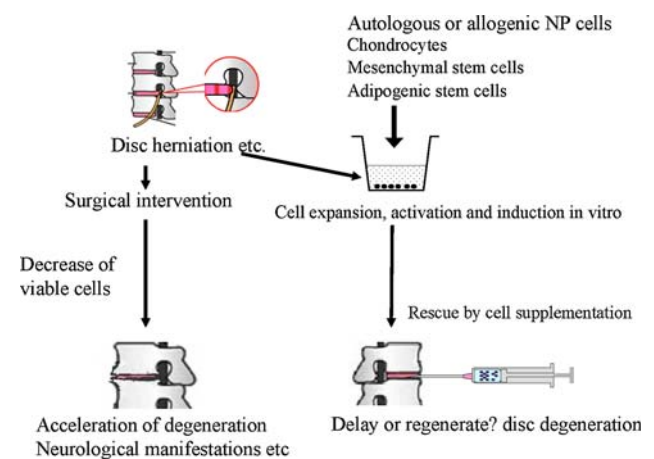 Autologous or allogenic NP cells
Chondrocytes
Mesenchymal stem cells
Adipogenic stem cells
Disc herniation etc.
Surgical intervention
Cell expansion, activation and induction in vitro
Decrease of
viable cells
Rescue by cell supplementation
Acceleration of degeneration
Neurological manifestations etc
Delay or regenerate? disc degeneration